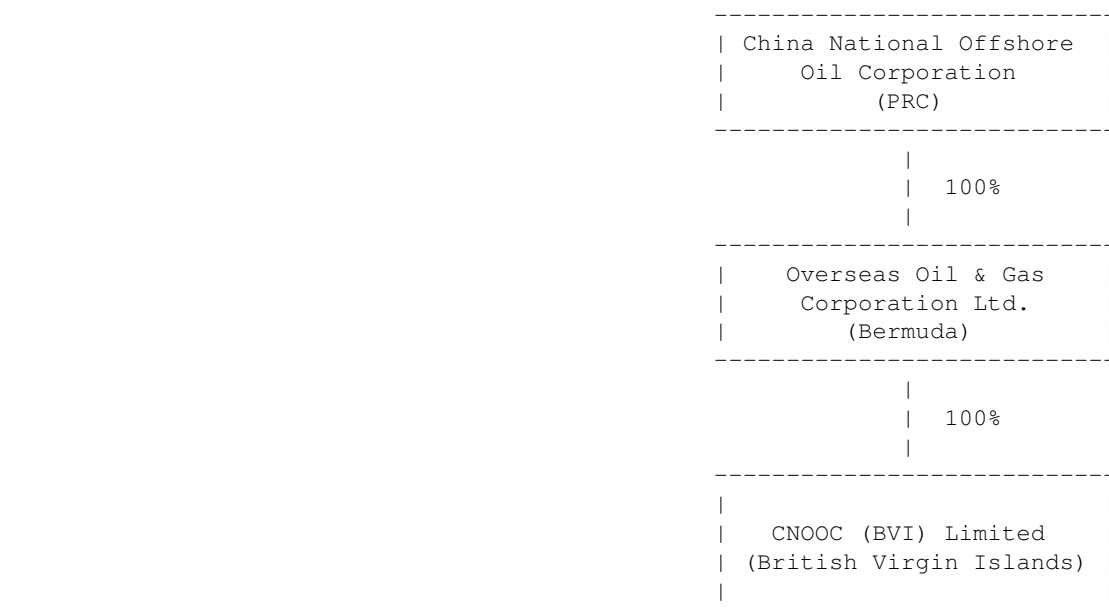 China National Offshore
Oil Corporation
(PRC)
100%
Overseas Oil & Gas
Corporation Ltd.
(Bermuda)
100%
CNOOC (BVI) Limited
(British Virgin Islands)